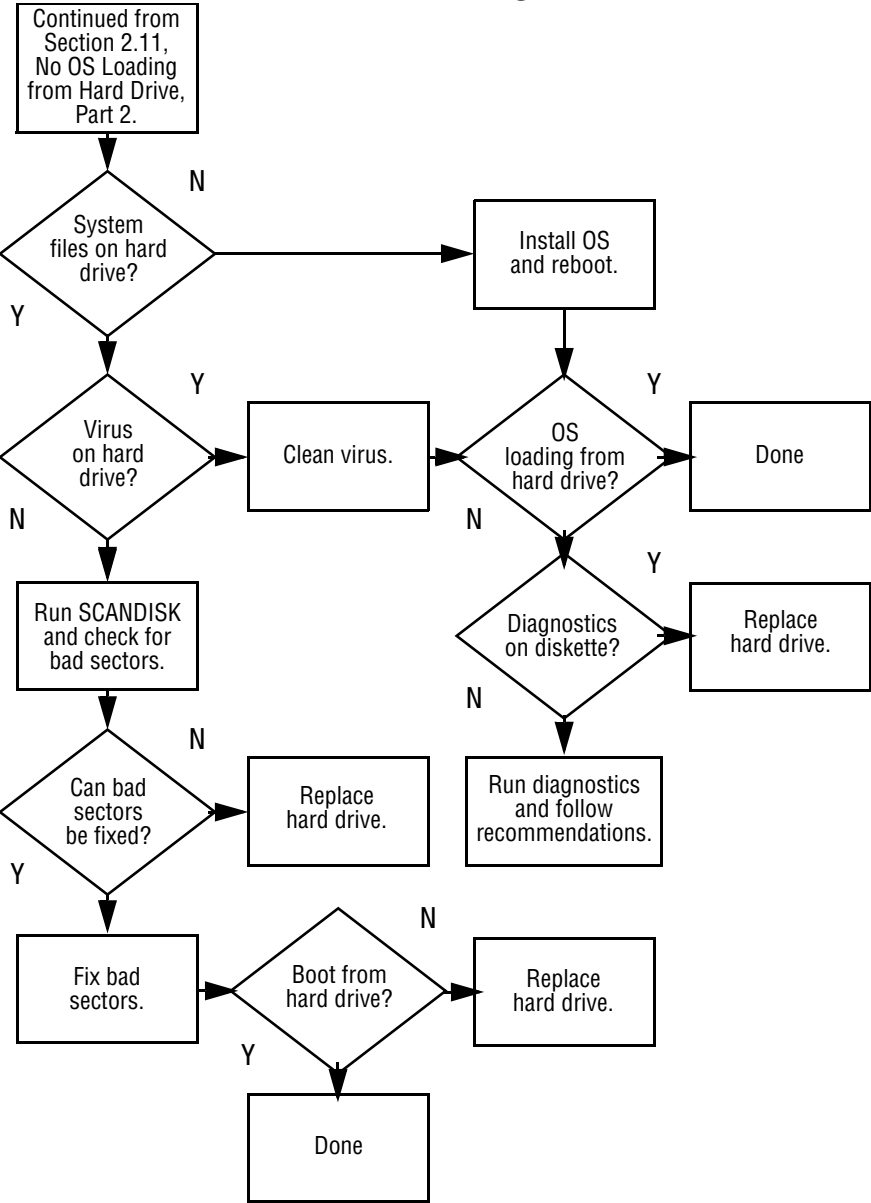 Continued from
Section 2.11,
No OS Loading
from Hard Drive,
Part 2.
N
System
files on hard
drive?
Install OS
and reboot.
Y
Y
Y
Virus
on hard
drive?
Clean virus.
OS
loading from
hard drive?
Done
N
N
Y
Run SCANDISK
and check for
bad sectors.
Diagnostics
on diskette?
Replace
hard drive.
N
N
Can bad
sectors
be fixed?
Replace
hard drive.
Run diagnostics
and follow
recommendations.
Y
N
Fix bad
sectors.
Boot from
hard drive?
Replace
hard drive.
Y
Done